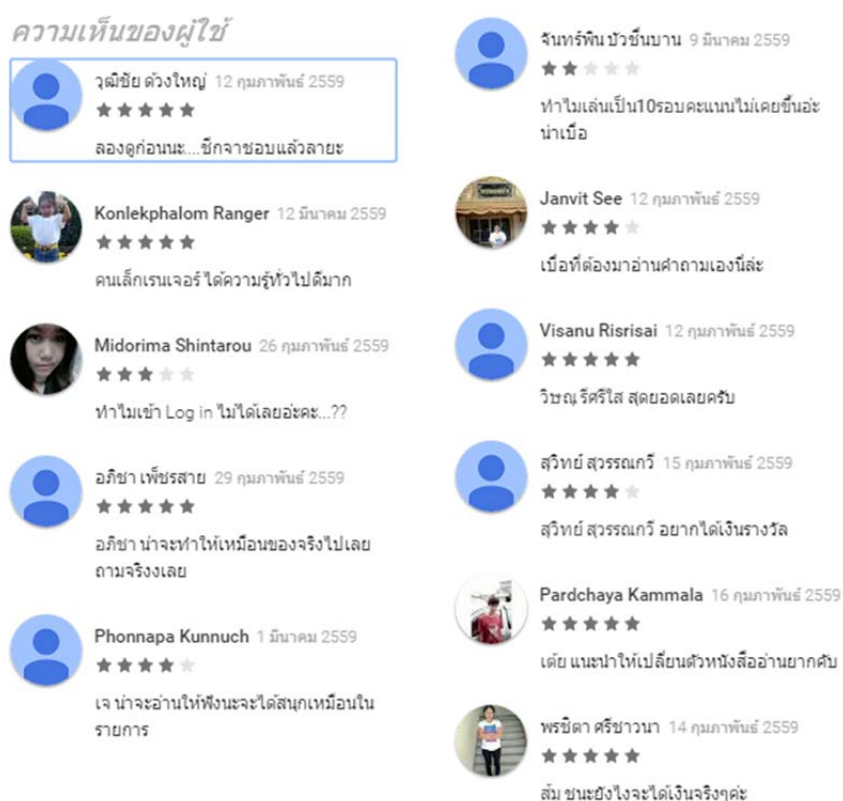 ความเห็นของผู้ใช้
วุฒิชัย ด้วงใหญ่ 12 กุมภาพันธ์ 2559
ลองดูก่อนนะ....ชีกจาชอบแล้วลายะ
Konlekphalom Ranger 12 มีนาคม 2559
คนเล็กเรนเจอร์ ได้ความรู้ทั่วไปดีมาก
Midorima Shintarou 26 กุมภาพันธ์ 2559
ทำไมเข้า Log in ไม่ได้เลยอ่ะคะ...??
อภิชา เพ็ชรสาย 29 กุมภาพันธ์ 2559
อภิชา น่าจะทำให้เหมือนของจริงไปเลย
ถามจริงงเลย
Phonnapa Kunnuch 1 มีนาคม 2559
เจ น่าจะอ่านให้ฟังนะจะได้สนุกเหมือนใน
รายการ
จันทร์พิน บัวชื่นบาน 9 มีนาคม 2559
ทำไมเล่นเป็น10รอบคะแนนไม่เคยขึ้นอ่ะ
น่าเบื่อ
Janvit See 12 กุมภาพันธ์ 2559
เบื่อที่ต้องมาอ่านคำถามเองนี่ล่ะ
Visanu Risrisai 12 กุมภาพันธ์ 2559
วิษณุ รีศรีใส สุดยอดเลยครับ
สุวิทย์ สุวรรณกวี 15 กุมภาพันธ์ 2559
สุวิทย์ สุวรรณกวี อยากได้เงินรางวัล
Pardchaya Kammala 16 กุมภาพันธ์ 2559
เต้ย แนะนำให้เปลี่ยนตัวหนังสืออ่านยากคับ
พรชิตา ศรีชาวนา 14 กุมภาพันธ์ 2559
ส้ม ชนะยังไงจะได้เงินจริงๆค่ะ